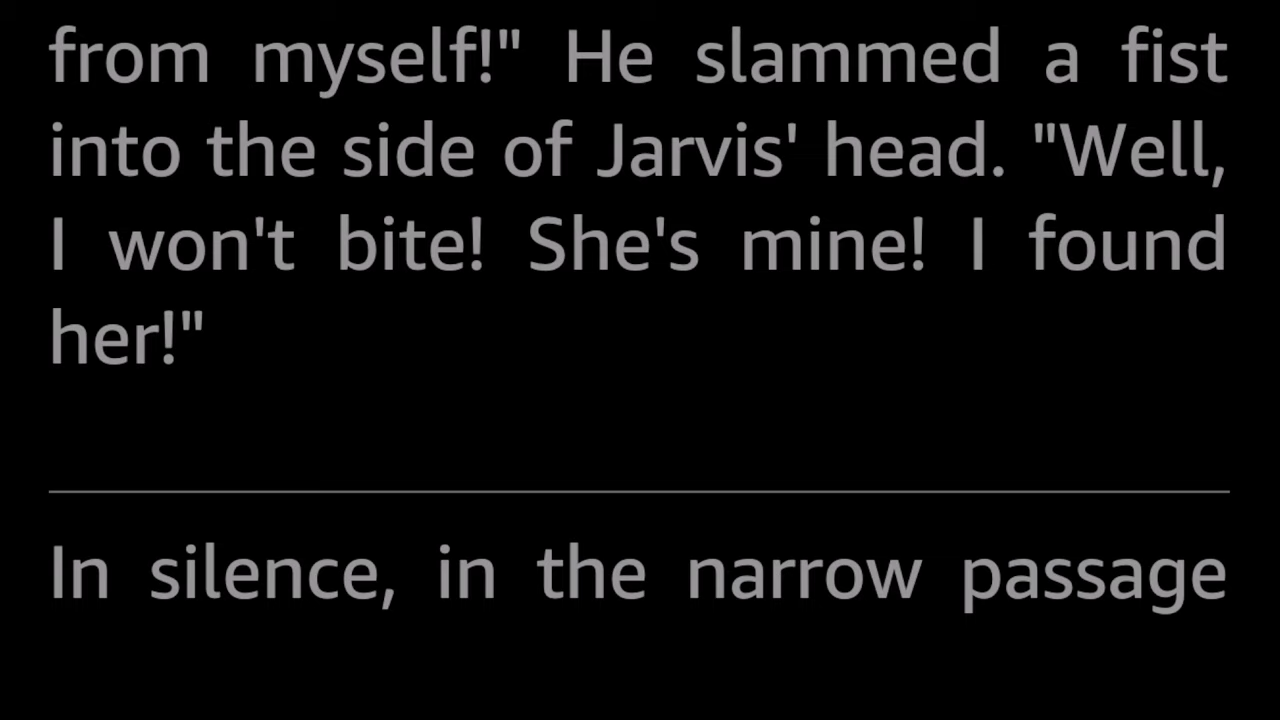 from myself!" He slammed a fist
into the side of Jarvis' head. "Well,
I won't bite! She's mine! I found
her!"
In silence, in the narrow passage